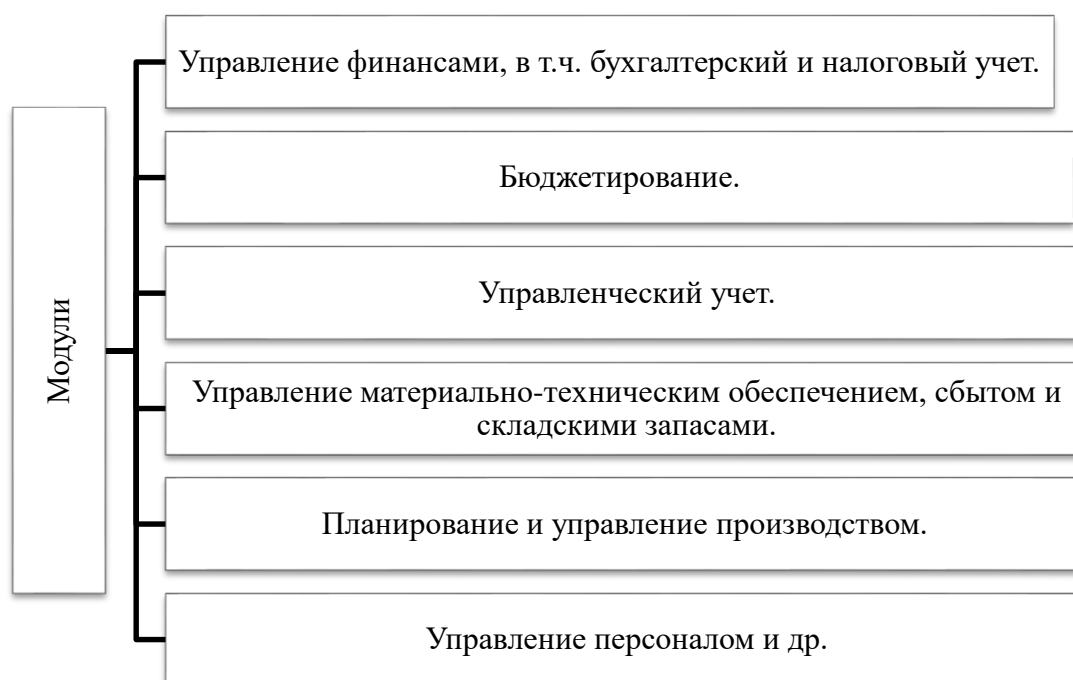 Модули
Управление финансами, в т.ч. бухгалтерский и налоговый учет.
Бюджетирование.
Управленческий учет.
Управление материально-техническим обеспечением, сбытом и
складскими запасами.
Планирование и управление производством.
Управление персоналом и др.